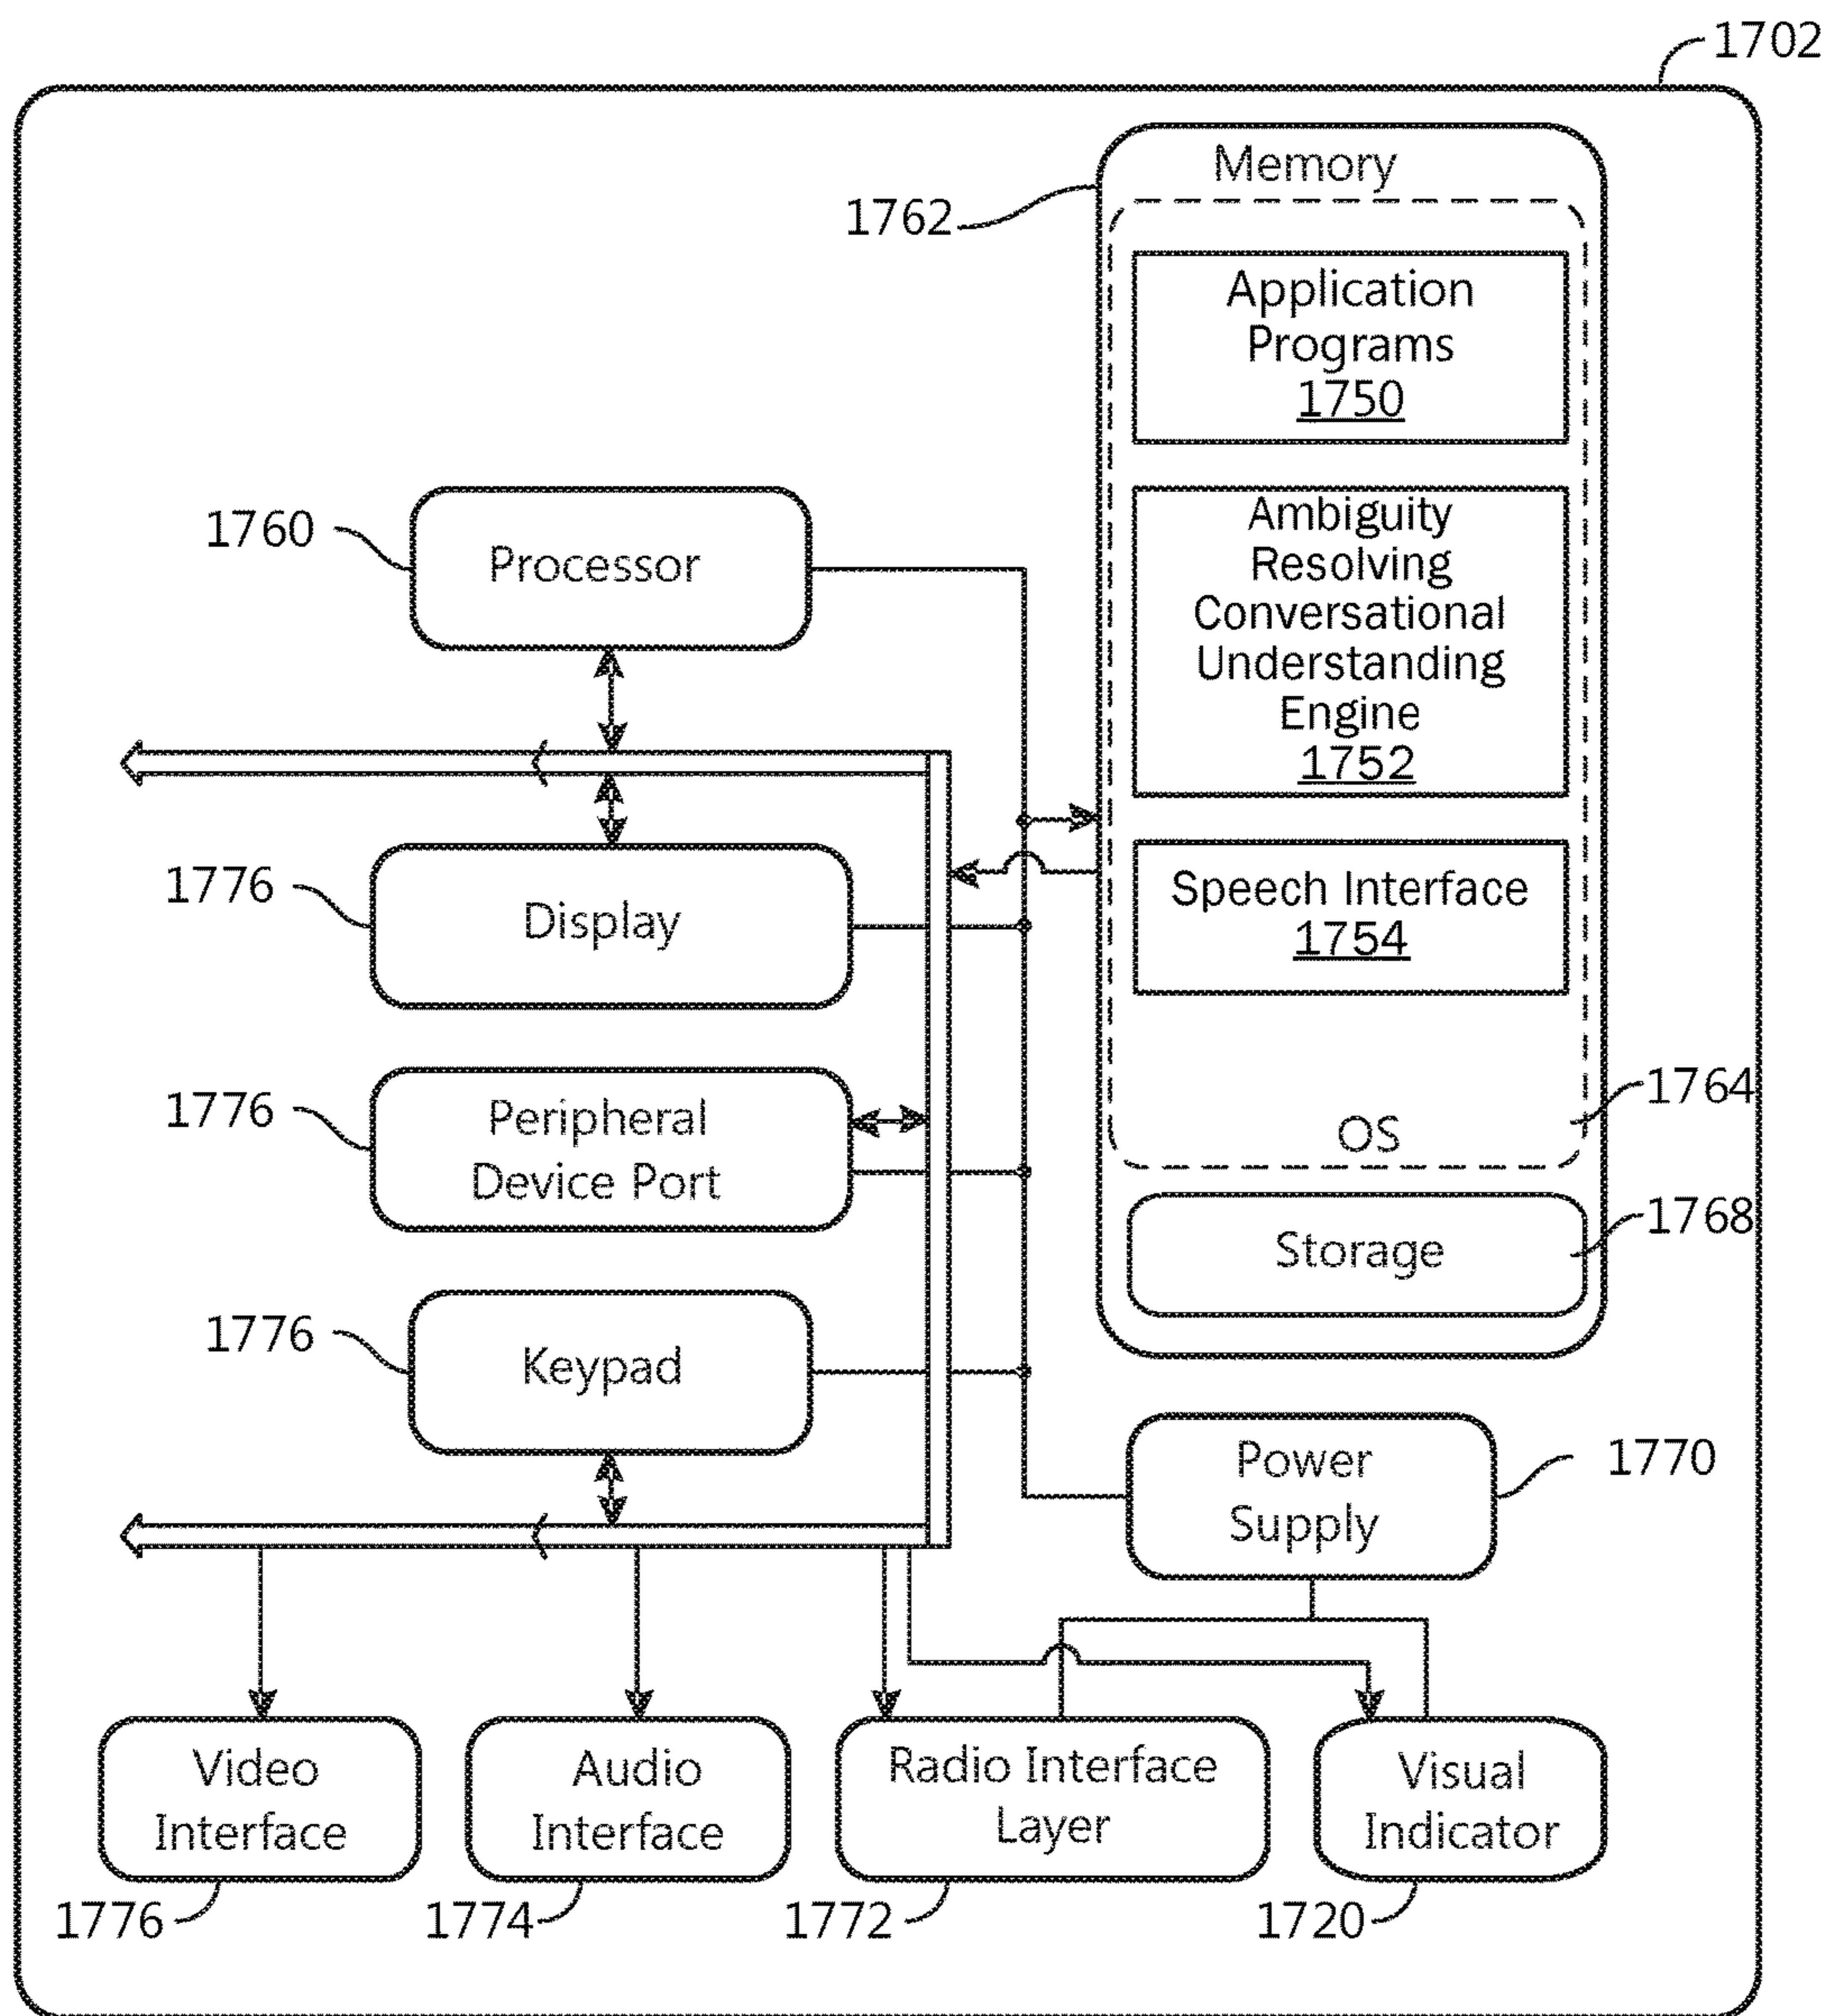 1702
Memory
1762
Application
Programs
1750
Ambiguity
Resolving
Conversational
Understanding
Engine
1752
1760
Processor
Speech Interface
1754
1776
Display
1764
OS
1776
Peripheral
Device Port
1768
Storage
1776
Keypad
Power
Supply
1770
Video
Interface
1776
Audio
Interface
1774
Radio Interface
Layer
1772
Visual
Indicator
1720